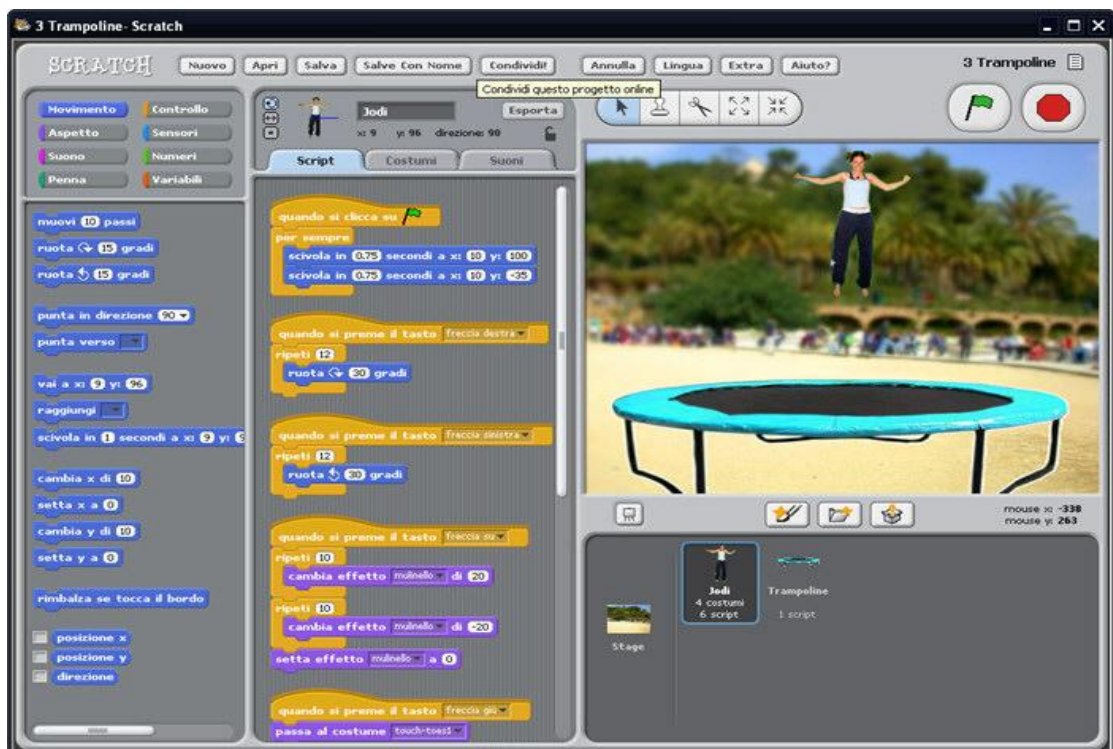 3 Trampoline- Scratch
SCRATCH Nuovo Apri Salva Salve Con Nome Condividi! Annulla Lingua Extra Aiuto? 3 Trampoline
Condividi questo progetto online
Movimento Controllo
Aspetto Sensori
Suono Numeri
Penna Variabili
muovi 10 passi
ruota 15 gradi
ruota 15 gradi
punta in direzione 90
punta verso
vai a x: 9 y: 96
raggiungi
scivola in 1 secondi a x: 9 y: 9
cambia x di 10
setta x a 0
cambia y di 10
setta y a 0
rimbalza se tocca il bordo
posizione x
posizione y
direzione
Jodi Esporta
x: 9 y: 96 direzione: 90
Script Costumi Suoni
quando si clicca su
per sempre
scivola in 0.75 secondi a x: 10 y: 100
scivola in 0.75 secondi a x: 10 y: -35
quando si preme il tasto freccia destra
ripeti 12
ruota 30 gradi
quando si preme il tasto freccia sinistra
ripeti 12
ruota 30 gradi
quando si preme il tasto freccia su
ripeti 10
cambia effetto mulinello di 20
ripeti 10
cambia effetto mulinello di -20
setta effetto mulinello a 0
quando si preme il tasto freccia giù
passa al costume touch-toes1
mouse x: -338
mouse y: 263
Stage
Jodi
4 costumi
6 script
Trampoline
1 script